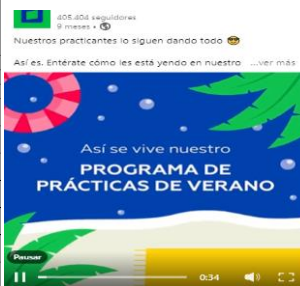 405.404 seguidores
9 meses •
Nuestros practicantes lo siguen dando todo 😎
Así es. Entérate cómo les está yendo en nuestro ...ver más
Así se vive nuestro
PROGRAMA DE
PRÁCTICAS DE VERANO
Pausar
0:34